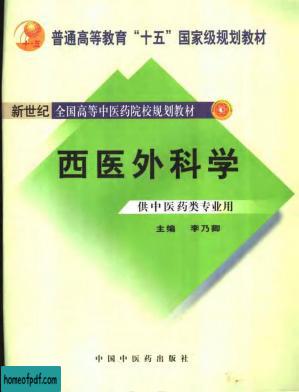 普通高等教育“十五”国家级规划教材
新世纪 全国高等中医药院校规划教材
西医外科学
供中医药类专业用
主编 李乃卿
中国中医药出版社
homeofpdf.com